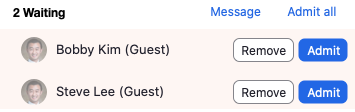 2 Waiting Message Admit all
Bobby Kim (Guest) Remove Admit
Steve Lee (Guest) Remove Admit